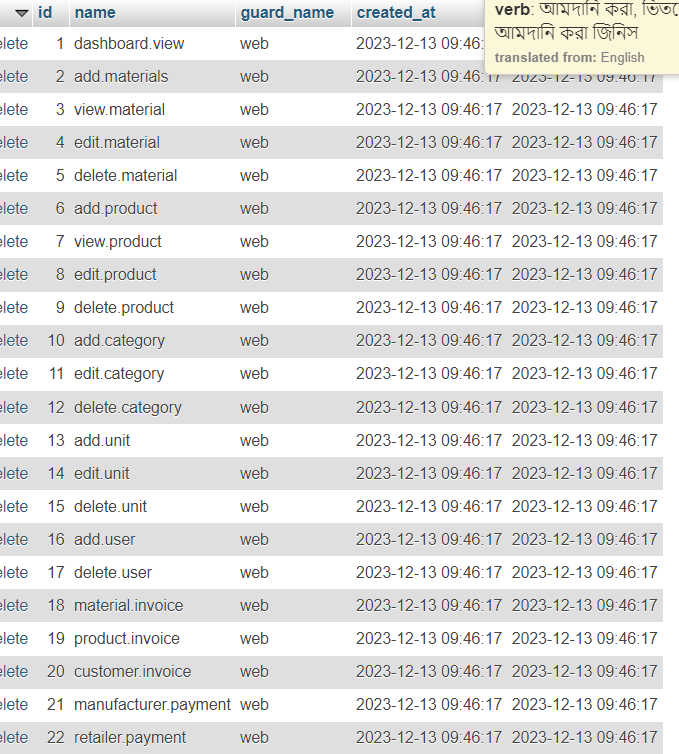 id name guard_name created_at
verb: আমদানি করা, ভিতরে
আমদানি করা জিনিস
translated from: English
elete 1 dashboard.view web 2023-12-13 09:46:
elete 2 add.materials web 2023-12-13 09:46:17 2023-12-13 09:46:17
elete 3 view.material web 2023-12-13 09:46:17 2023-12-13 09:46:17
elete 4 edit.material web 2023-12-13 09:46:17 2023-12-13 09:46:17
elete 5 delete.material web 2023-12-13 09:46:17 2023-12-13 09:46:17
elete 6 add.product web 2023-12-13 09:46:17 2023-12-13 09:46:17
elete 7 view.product web 2023-12-13 09:46:17 2023-12-13 09:46:17
elete 8 edit.product web 2023-12-13 09:46:17 2023-12-13 09:46:17
elete 9 delete.product web 2023-12-13 09:46:17 2023-12-13 09:46:17
elete 10 add.category web 2023-12-13 09:46:17 2023-12-13 09:46:17
elete 11 edit.category web 2023-12-13 09:46:17 2023-12-13 09:46:17
elete 12 delete.category web 2023-12-13 09:46:17 2023-12-13 09:46:17
elete 13 add.unit web 2023-12-13 09:46:17 2023-12-13 09:46:17
elete 14 edit.unit web 2023-12-13 09:46:17 2023-12-13 09:46:17
elete 15 delete.unit web 2023-12-13 09:46:17 2023-12-13 09:46:17
elete 16 add.user web 2023-12-13 09:46:17 2023-12-13 09:46:17
elete 17 delete.user web 2023-12-13 09:46:17 2023-12-13 09:46:17
elete 18 material.invoice web 2023-12-13 09:46:17 2023-12-13 09:46:17
elete 19 product.invoice web 2023-12-13 09:46:17 2023-12-13 09:46:17
elete 20 customer.invoice web 2023-12-13 09:46:17 2023-12-13 09:46:17
elete 21 manufacturer.payment web 2023-12-13 09:46:17 2023-12-13 09:46:17
elete 22 retailer.payment web 2023-12-13 09:46:17 2023-12-13 09:46:17